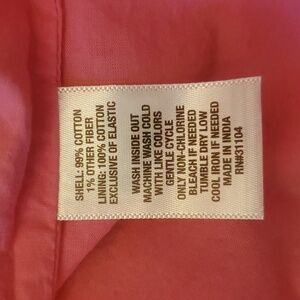 SHELL: 99% COTTON
1% OTHER FIBER
LINING: 100% COTTON
EXCLUSIVE OF ELASTIC
WASH INSIDE OUT
MACHINE WASH COLD
WITH LIKE COLORS
GENTLE CYCLE
ONLY NON-CHLORINE
BLEACH IF NEEDED
TUMBLE DRY LOW
COOL IRON IF NEEDED
MADE IN INDIA
RN#31104